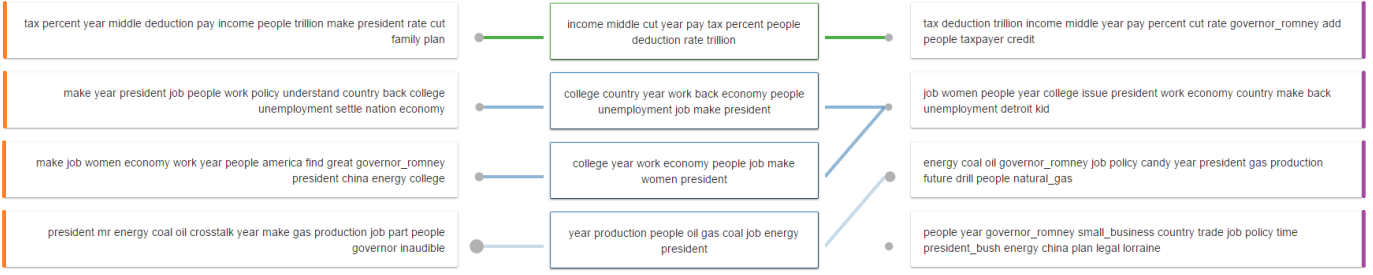 tax percent year middle deduction pay income people trillion make president rate cut
family plan
income middle cut year pay tax percent people
deduction rate trillion
tax deduction trillion income middle year pay percent cut rate governor_romney add
people taxpayer credit
make year president job people work policy understand country back college
unemployment settle nation economy
college country year work back economy people
unemployment job make president
job women people year college issue president work economy country make back
unemployment detroit kid
make job women economy work year people america find great governor_romney
president china energy college
college year work economy people job make
women president
energy coal oil governor_romney job policy candy year president gas production
future drill people natural_gas
president mr energy coal oil crosstalk year make gas production job part people
governor inaudible
year production people oil gas coal job energy
president
people year governor_romney small_business country trade job policy time
president_bush energy china plan legal lorraine